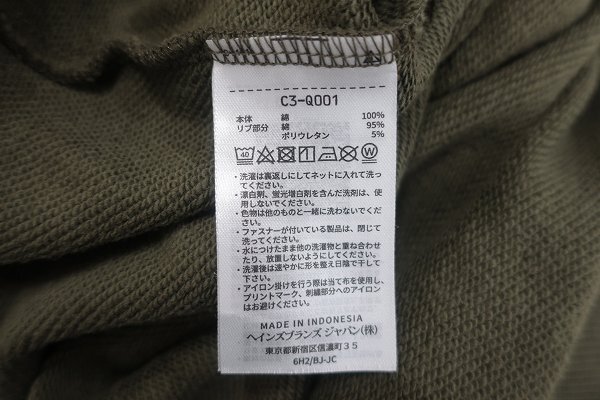 C3-Q001
本体 綿 100%
リブ部分 綿 95%
ポリウレタン 5%
40 W
・洗濯は裏返しにしてネットに入れて洗っ
てください。
・漂白剤、蛍光増白剤を含んだ洗剤は、使
用しないでください。
・色物は他のものと一緒に洗わないでくだ
さい。
・ファスナーが付いている製品は、閉じて
洗ってください。
・水につけたまま他の洗濯物と重ね合わせ
たり、放置しないようにしてください。
・洗濯後は速やかに形を整え日陰で干して
下さい。
・アイロン掛けを行う際は当て布を使用し、
プリントマーク、刺繍部分へのアイロン
はお避けください。
MADE IN INDONESIA
ヘインズブランズ ジャパン(株)
東京都新宿区信濃町35
6H2/BJ-JC